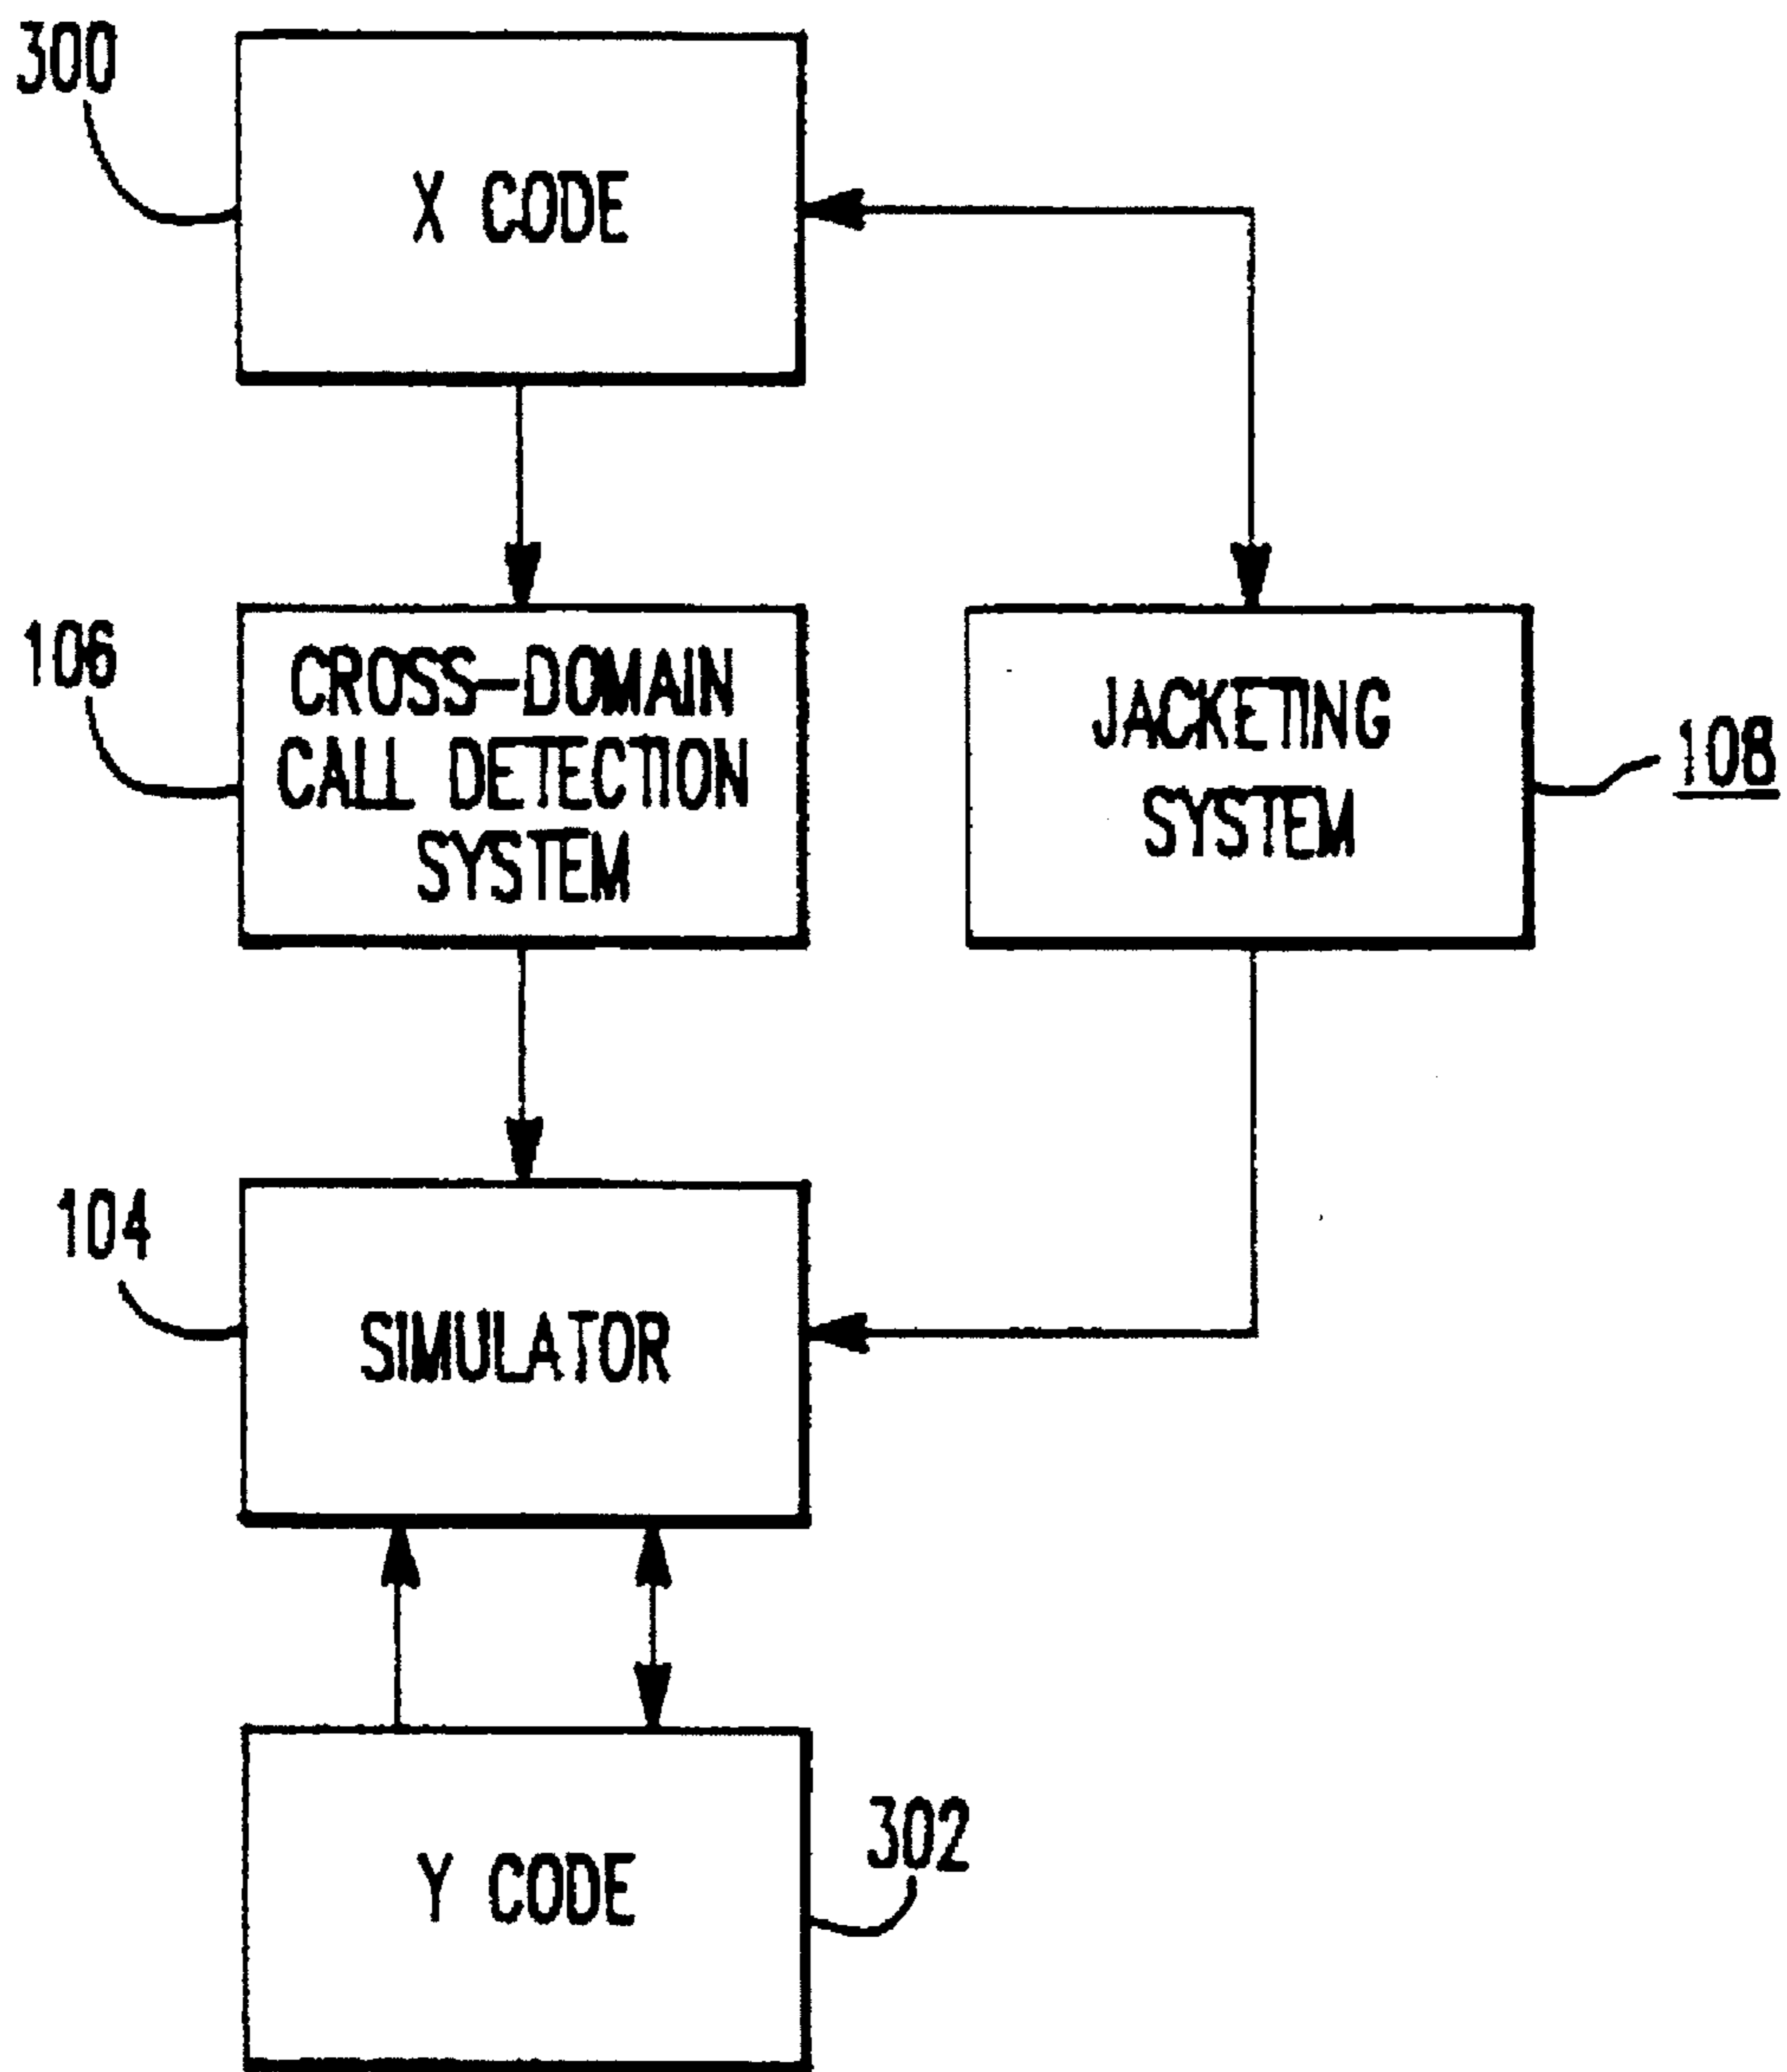 300
X CODE
106
CROSS-DOMAIN
CALL DETECTION
SYSTEM
JACKETING
SYSTEM
108
104
SIMULATOR
Y CODE
302